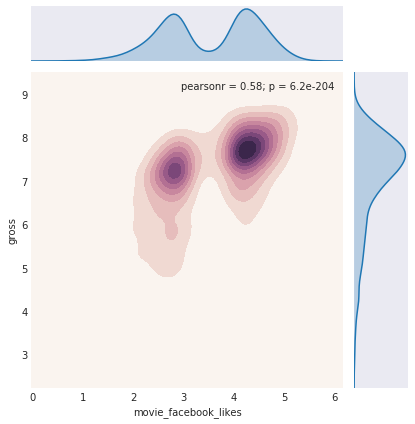 pearsonr = 0.58; p = 6.2e-204
9
8
7
6
5
4
3
gross
0 1 2 3 4 5 6
movie_facebook_likes